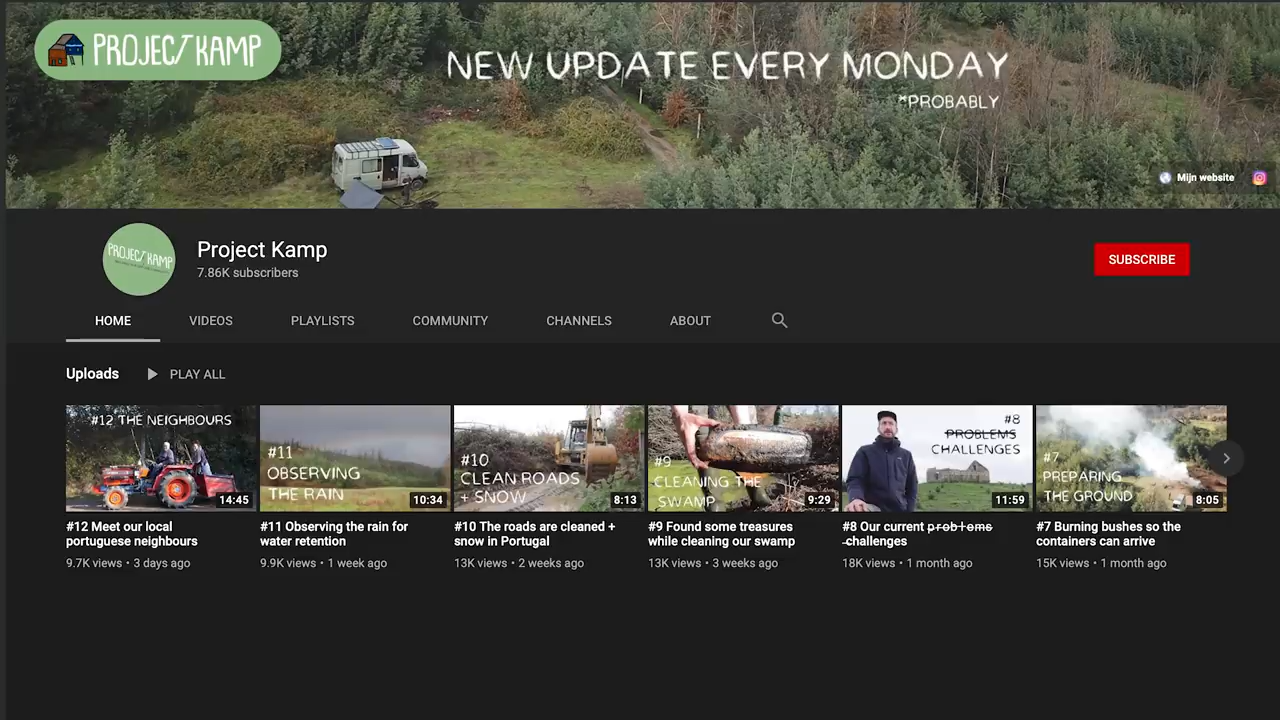 PROJECT KAMP
NEW UPDATE EVERY MONDAY
*PROBABLY
Mijn website
PROJECT KAMP
Project Kamp
7.86K subscribers
SUBSCRIBE
HOME VIDEOS PLAYLISTS COMMUNITY CHANNELS ABOUT
Uploads PLAY ALL
#12 THE NEIGHBOURS
14:45
#12 Meet our local
portuguese neighbours
9.7K views • 3 days ago
#11
OBSERVING
THE RAIN
10:34
#11 Observing the rain for
water retention
9.9K views • 1 week ago
#10
CLEAN ROADS
+ SNOW
8:13
#10 The roads are cleaned +
snow in Portugal
13K views • 2 weeks ago
#9
CLEANING THE
SWAMP
9:29
#9 Found some treasures
while cleaning our swamp
13K views • 3 weeks ago
#8
PROBLEMS
CHALLENGES
11:59
#8 Our current p̶r̶o̶b̶l̶e̶m̶s̶
challenges
18K views • 1 month ago
#7
PREPARING
THE GROUND
8:05
#7 Burning bushes so the
containers can arrive
15K views • 1 month ago